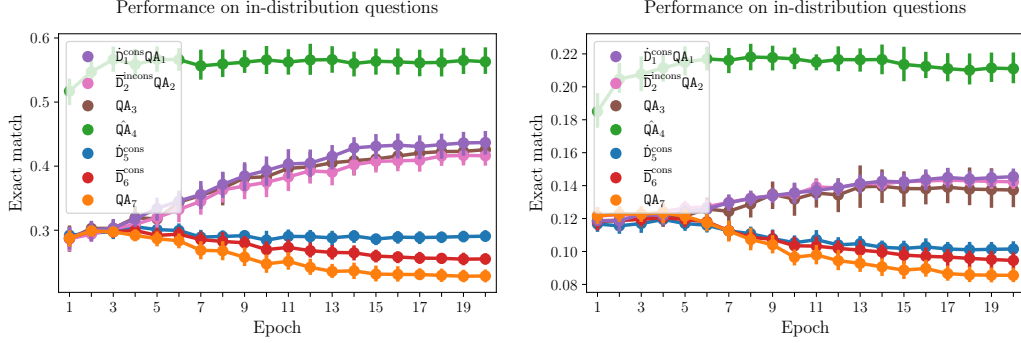 Performance on in-distribution questions
Exact match
0.6
0.5
0.4
0.3
Ḋ₁ᶜᵒⁿˢQA₁
D̅₂ⁱⁿᶜᵒⁿˢQA₂
QA₃
QÂ₄
Ḋ₅ᶜᵒⁿˢ
D̅₆ᶜᵒⁿˢ
QA₇
1 3 5 7 9 11 13 15 17 19
Epoch
Performance on in-distribution questions
Exact match
0.22
0.20
0.18
0.16
0.14
0.12
0.10
0.08
Ḋ₁ᶜᵒⁿˢQA₁
D̅₂ⁱⁿᶜᵒⁿˢQA₂
QA₃
QÂ₄
Ḋ₅ᶜᵒⁿˢ
D̅₆ᶜᵒⁿˢ
QA₇
1 3 5 7 9 11 13 15 17 19
Epoch